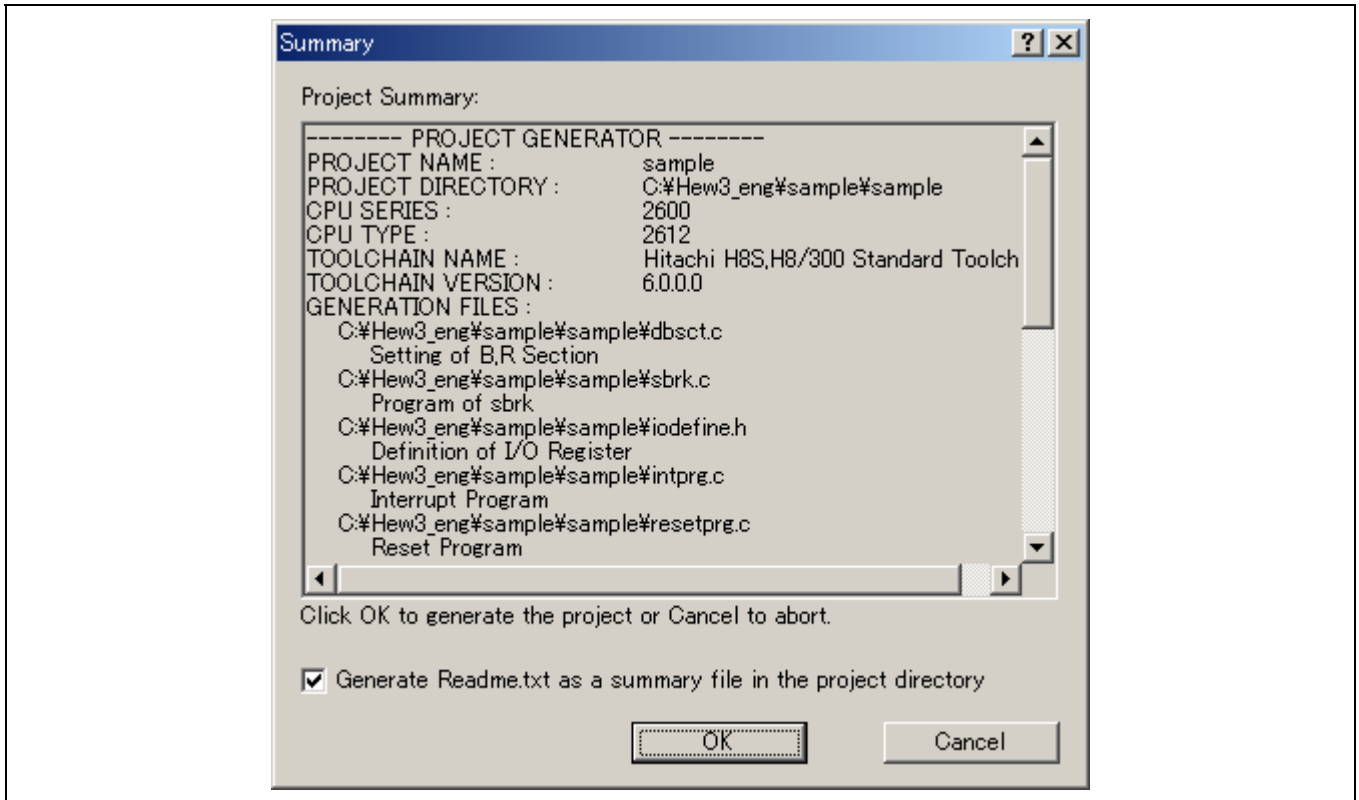 Summary
Project Summary:
-------- PROJECT GENERATOR --------
PROJECT NAME : sample
PROJECT DIRECTORY : C:¥Hew3_eng¥sample¥sample
CPU SERIES : 2600
CPU TYPE : 2612
TOOLCHAIN NAME : Hitachi H8S,H8/300 Standard Toolch
TOOLCHAIN VERSION : 6.0.0.0
GENERATION FILES :
C:¥Hew3_eng¥sample¥sample¥dbsct.c
Setting of B,R Section
C:¥Hew3_eng¥sample¥sample¥sbrk.c
Program of sbrk
C:¥Hew3_eng¥sample¥sample¥iodefine.h
Definition of I/O Register
C:¥Hew3_eng¥sample¥sample¥intprg.c
Interrupt Program
C:¥Hew3_eng¥sample¥sample¥resetprg.c
Reset Program
Click OK to generate the project or Cancel to abort.
Generate Readme.txt as a summary file in the project directory
OK Cancel